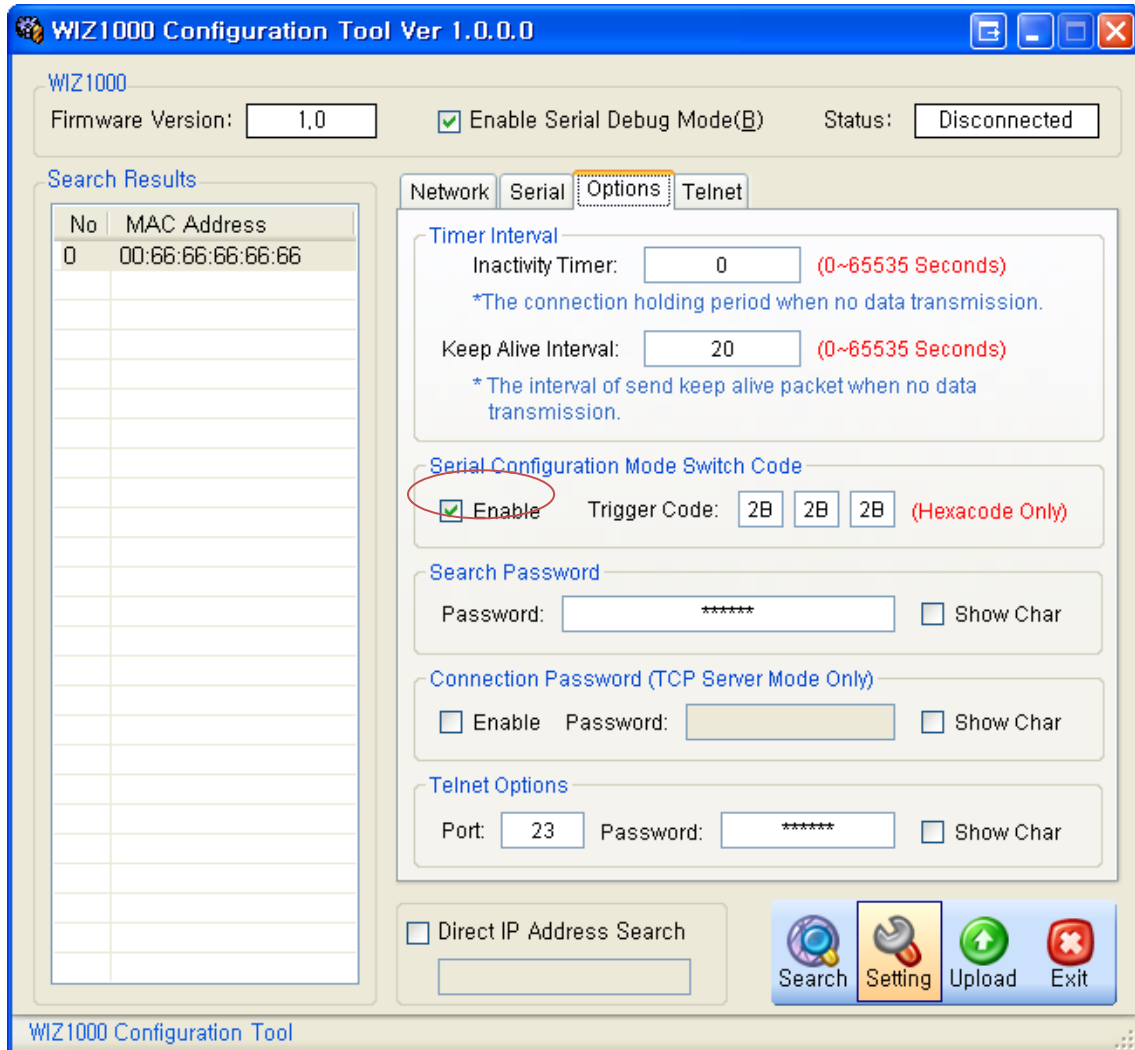 WIZ1000 Configuration Tool Ver 1.0.0.0
WIZ1000
Firmware Version: 1,0 Enable Serial Debug Mode(B) Status: Disconnected
Search Results
No MAC Address
0 00:66:66:66:66:66
Network Serial Options Telnet
Timer Interval
Inactivity Timer: 0 (0~65535 Seconds)
*The connection holding period when no data transmission.
Keep Alive Interval: 20 (0~65535 Seconds)
* The interval of send keep alive packet when no data
transmission.
Serial Configuration Mode Switch Code
Enable Trigger Code: 2B 2B 2B (Hexacode Only)
Search Password
Password: ****** Show Char
Connection Password (TCP Server Mode Only)
Enable Password: Show Char
Telnet Options
Port: 23 Password: ****** Show Char
Direct IP Address Search
Search Setting Upload Exit
WIZ1000 Configuration Tool